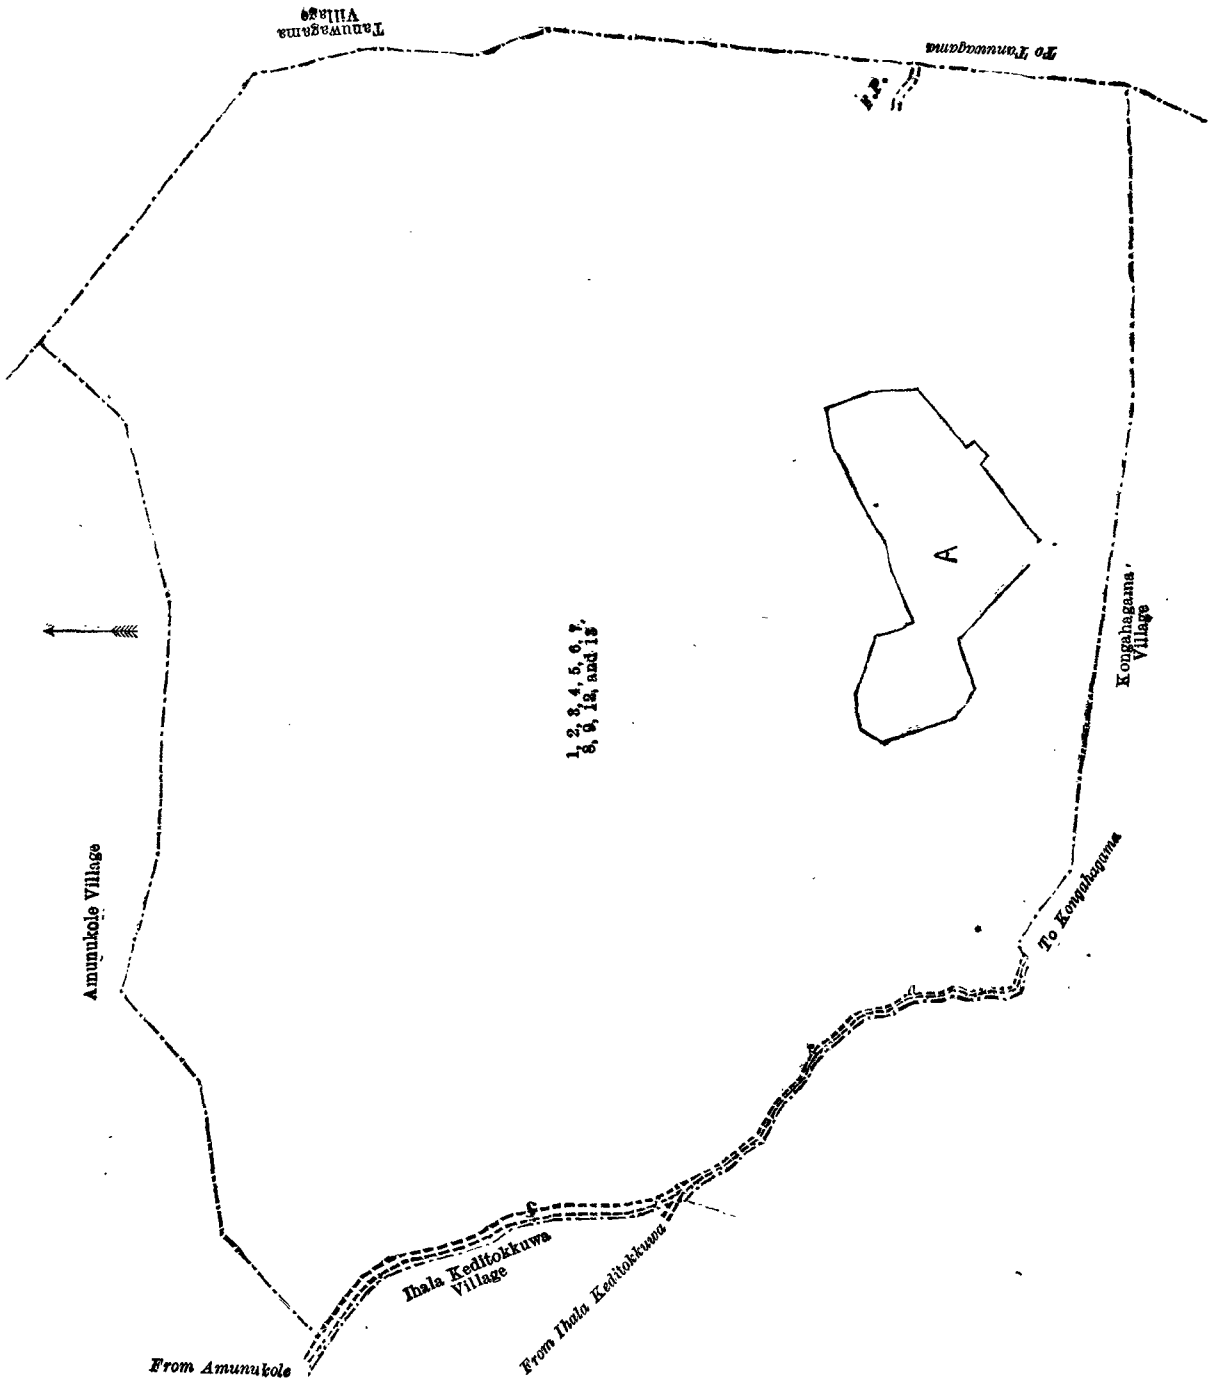 Tanuwagama
Village
To Tanuwagama
F.P.
Amunukole Village
1, 2, 3, 4, 5, 6, 7,
8, 9, 12, and 13
A
Kongahagama
Village
To Kongahagama
Ihala Keditokkuwa
Village
From Ihala Keditokkuwa
From Amunukole